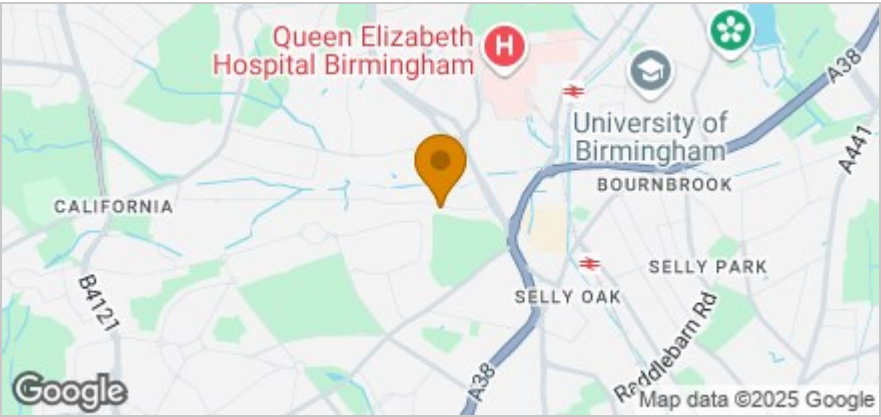 Queen Elizabeth
Hospital Birmingham
H
A38
University of
Birmingham
A441
BOURNBROOK
CALIFORNIA
B4121
SELLY PARK
SELLY OAK
Raddlebarn Rd
A38
Google
Map data ©2025 Google